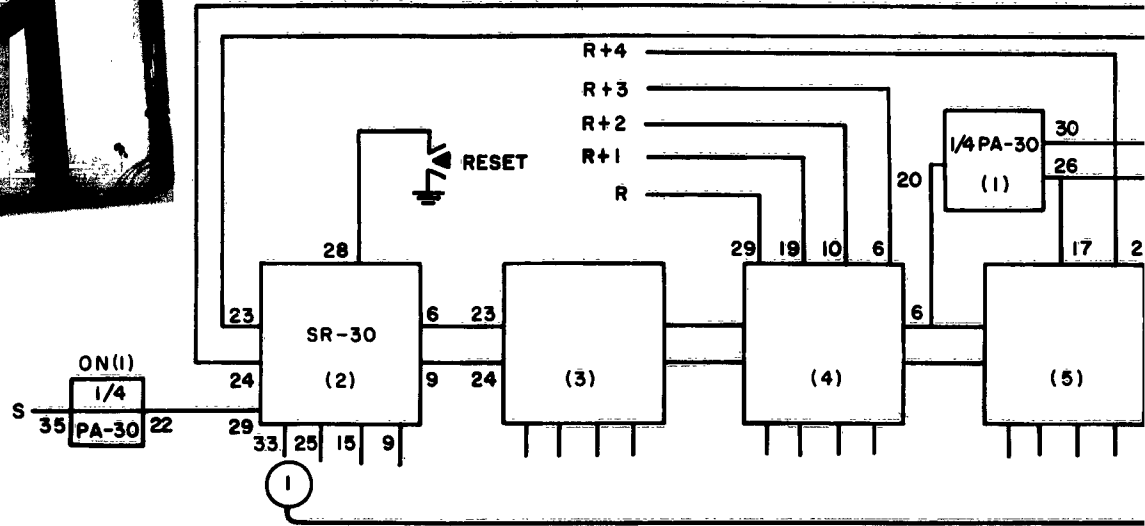 R+4
R+3
R+2
R+1
R
RESET
1/4 PA-30
(1)
30
26
20
28
29 19 10 6
17 2
23
24
29
SR-30
(2)
6
9
23
24
(3)
(4)
6
(5)
ON(1)
1/4
PA-30
S
35
22
33 25 15 9
1